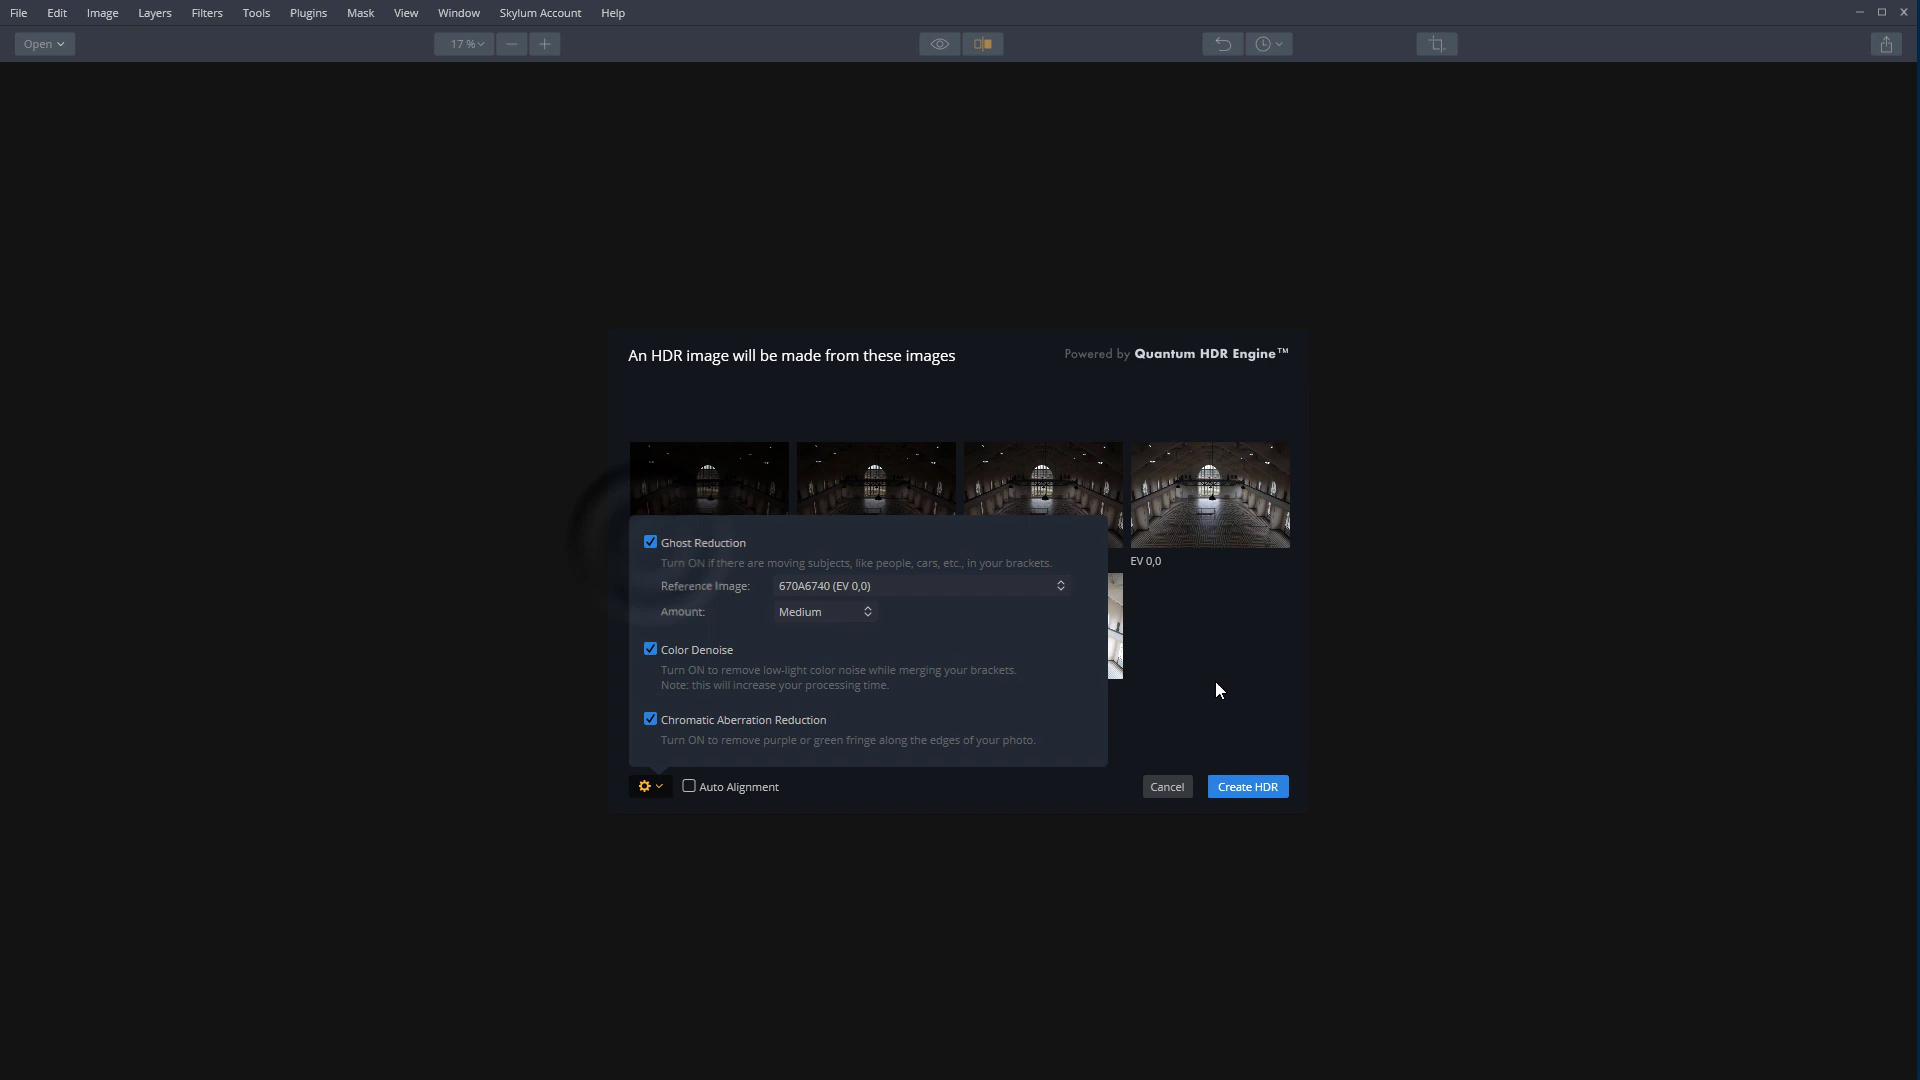 File Edit Image Layers Filters Tools Plugins Mask View Window Skylum Account Help
Open 17 %
An HDR image will be made from these images
Powered by Quantum HDR Engine™
EV 0,0
Ghost Reduction
Turn ON if there are moving subjects, like people, cars, etc., in your brackets.
Reference Image: 670A6740 (EV 0,0)
Amount: Medium
Color Denoise
Turn ON to remove low-light color noise while merging your brackets.
Note: this will increase your processing time.
Chromatic Aberration Reduction
Turn ON to remove purple or green fringe along the edges of your photo.
Auto Alignment
Cancel Create HDR